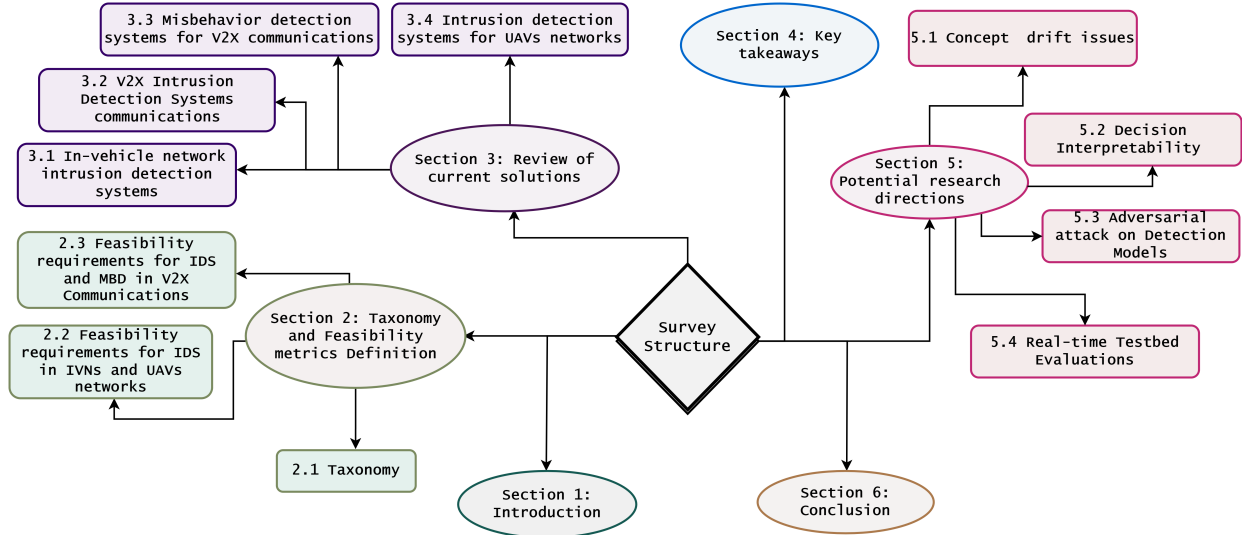 3.3 Misbehavior detection
systems for V2X communications
3.4 Intrusion detection
systems for UAVs networks
Section 4: Key
takeaways
5.1 Concept drift issues
3.2 V2X Intrusion
Detection Systems
communications
5.2 Decision
Interpretability
3.1 In-vehicle network
intrusion detection
systems
Section 3: Review of
current solutions
Section 5:
Potential research
directions
5.3 Adversarial
attack on Detection
Models
2.3 Feasibility
requirements for IDS
and MBD in V2X
Communications
Section 2: Taxonomy
and Feasibility
metrics Definition
Survey
Structure
2.2 Feasibility
requirements for IDS
in IVNs and UAVs
networks
5.4 Real-time Testbed
Evaluations
2.1 Taxonomy
Section 1:
Introduction
Section 6:
Conclusion